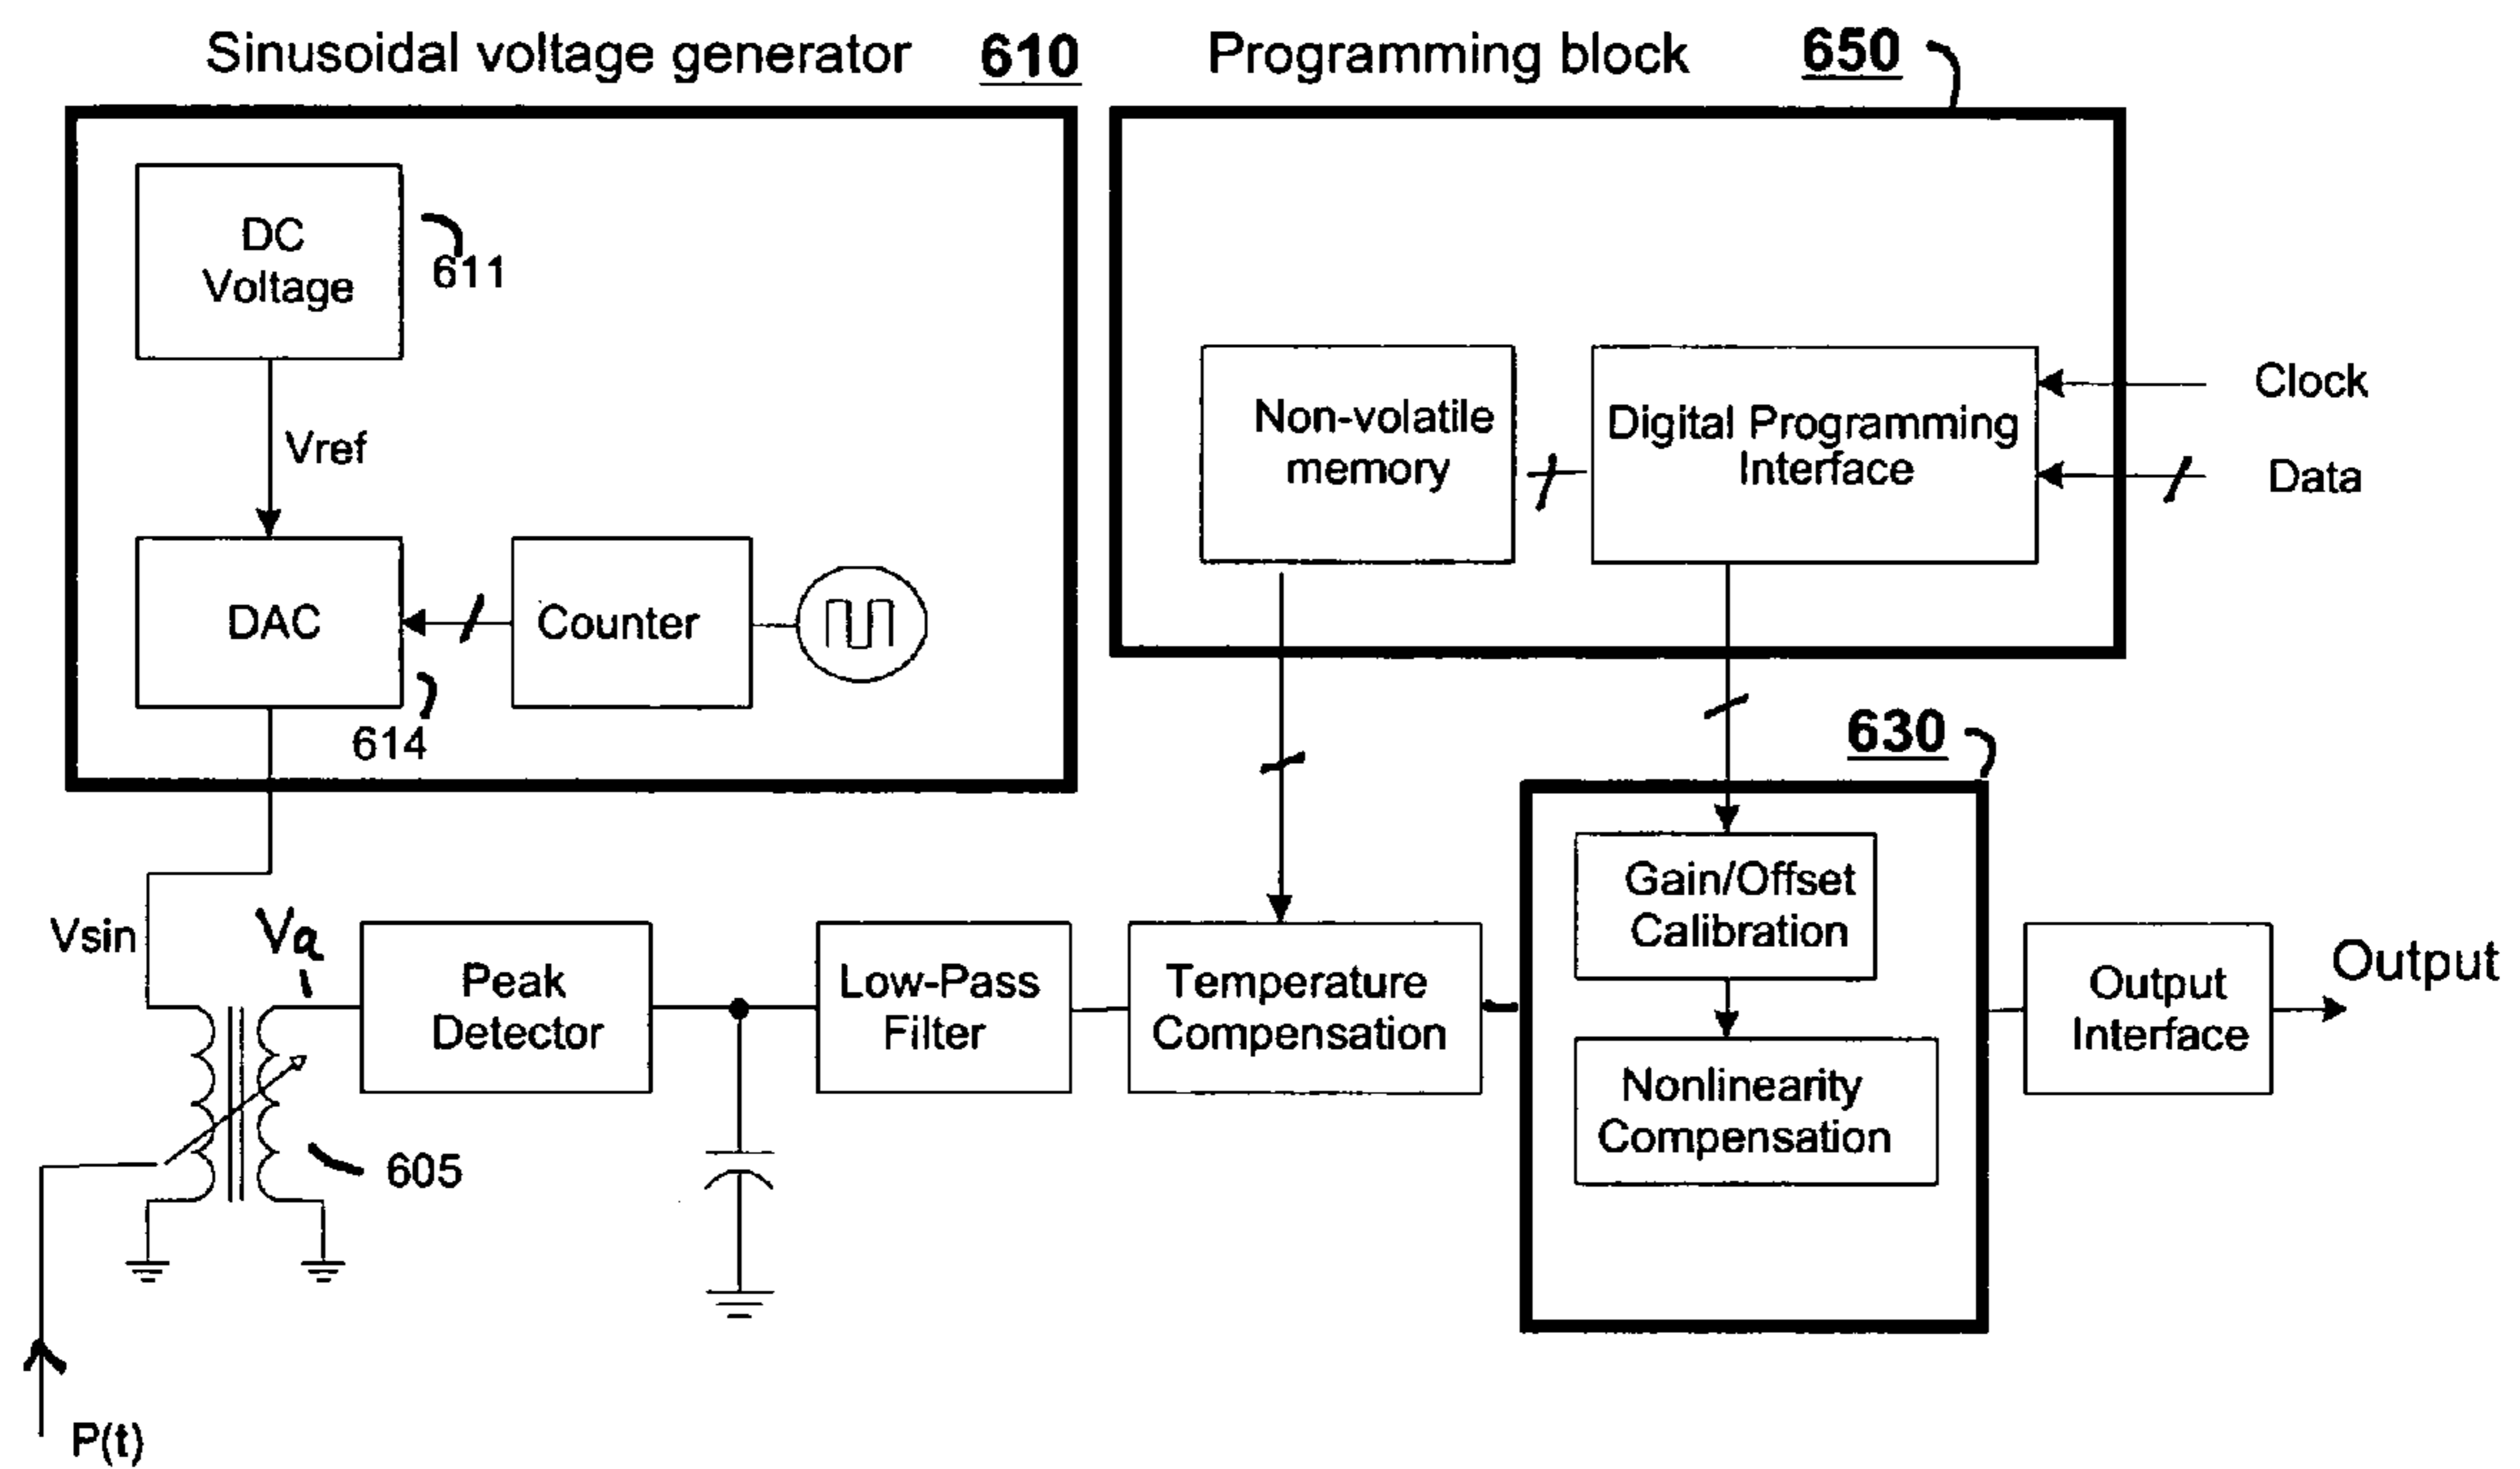 Sinusoidal voltage generator 610
Programming block 650
DC
Voltage
611
Vref
DAC
Counter
614
Non-volatile
memory
Digital Programming
Interface
Clock
Data
630
Vsin
Va
Peak
Detector
Low-Pass
Filter
Temperature
Compensation
Gain/Offset
Calibration
Nonlinearity
Compensation
Output
Interface
Output
605
P(t)